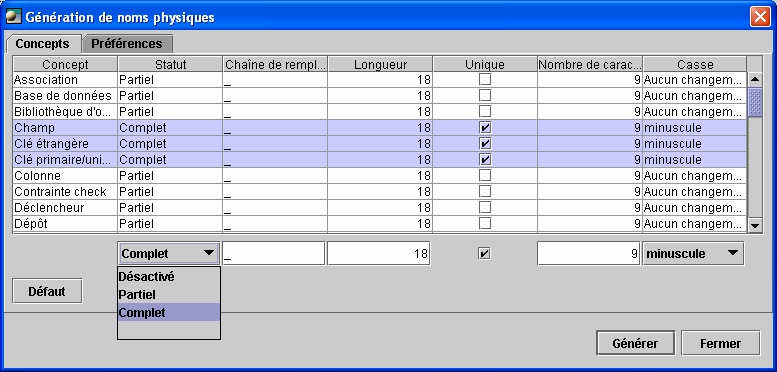 Génération de noms physiques
Concepts Préférences
Concept Statut Chaîne de rempl... Longueur Unique Nombre de carac... Casse
Association Partiel _ 18 9 Aucun changem...
Base de données Partiel _ 18 9 Aucun changem...
Bibliothèque d'o... Partiel _ 18 9 Aucun changem...
Champ Complet _ 18 9 minuscule
Clé étrangère Complet _ 18 9 minuscule
Clé primaire/uni... Complet _ 18 9 minuscule
Colonne Partiel _ 18 9 Aucun changem...
Contrainte check Partiel _ 18 9 Aucun changem...
Déclencheur Partiel _ 18 9 Aucun changem...
Dépôt Partiel _ 18 9 Aucun changem...
Complet _ 18 9 minuscule
Désactivé
Partiel
Complet
Défaut
Générer Fermer